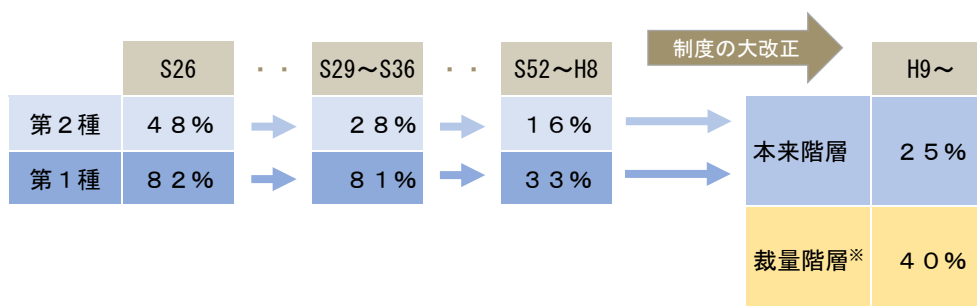 制度の大改正
S26 ・・ S29～S36 ・・ S52～H8 H9～
第２種 ４８％ ２８％ １６％
第１種 ８２％ ８１％ ３３％
本来階層 ２５％
裁量階層※ ４０％